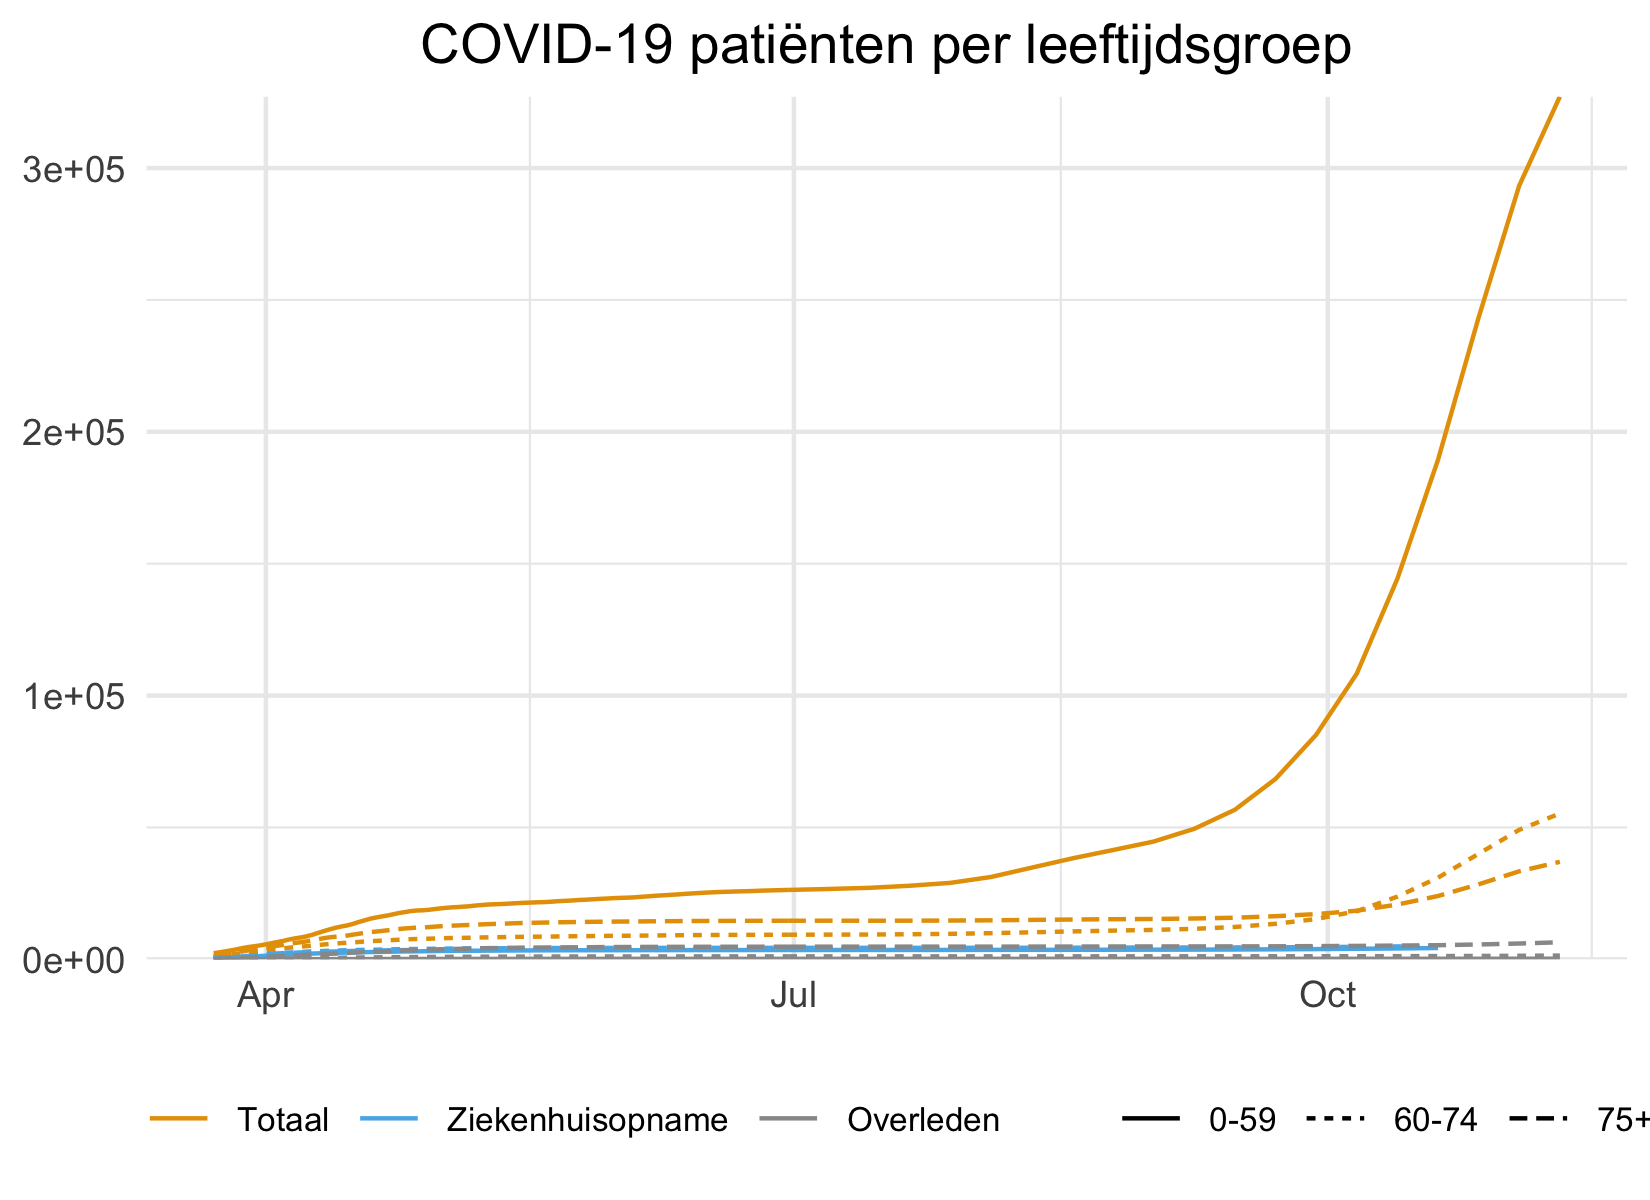 COVID-19 patiënten per leeftijdsgroep
3e+05
2e+05
1e+05
0e+00
Apr Jul Oct
Totaal Ziekenhuisopname Overleden 0-59 60-74 75+